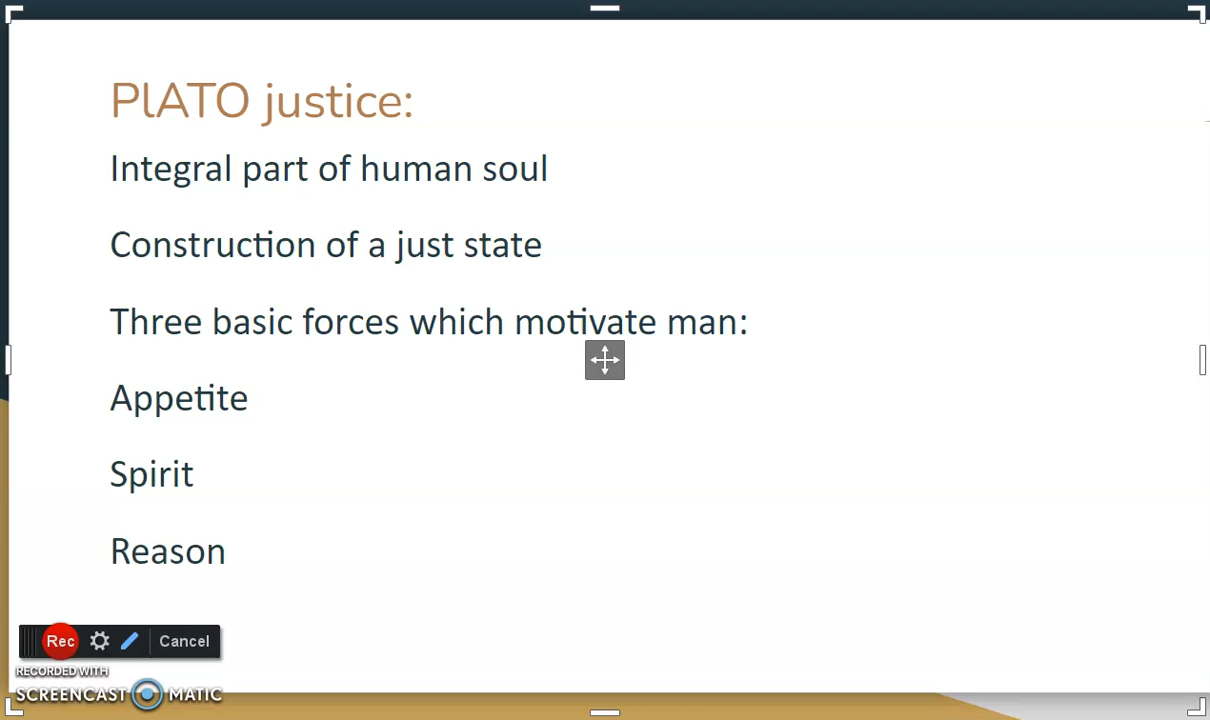 PlATO justice:
Integral part of human soul
Construction of a just state
Three basic forces which motivate man:
Appetite
Spirit
Reason
Rec Cancel
RECORDED WITH
SCREENCAST MATIC